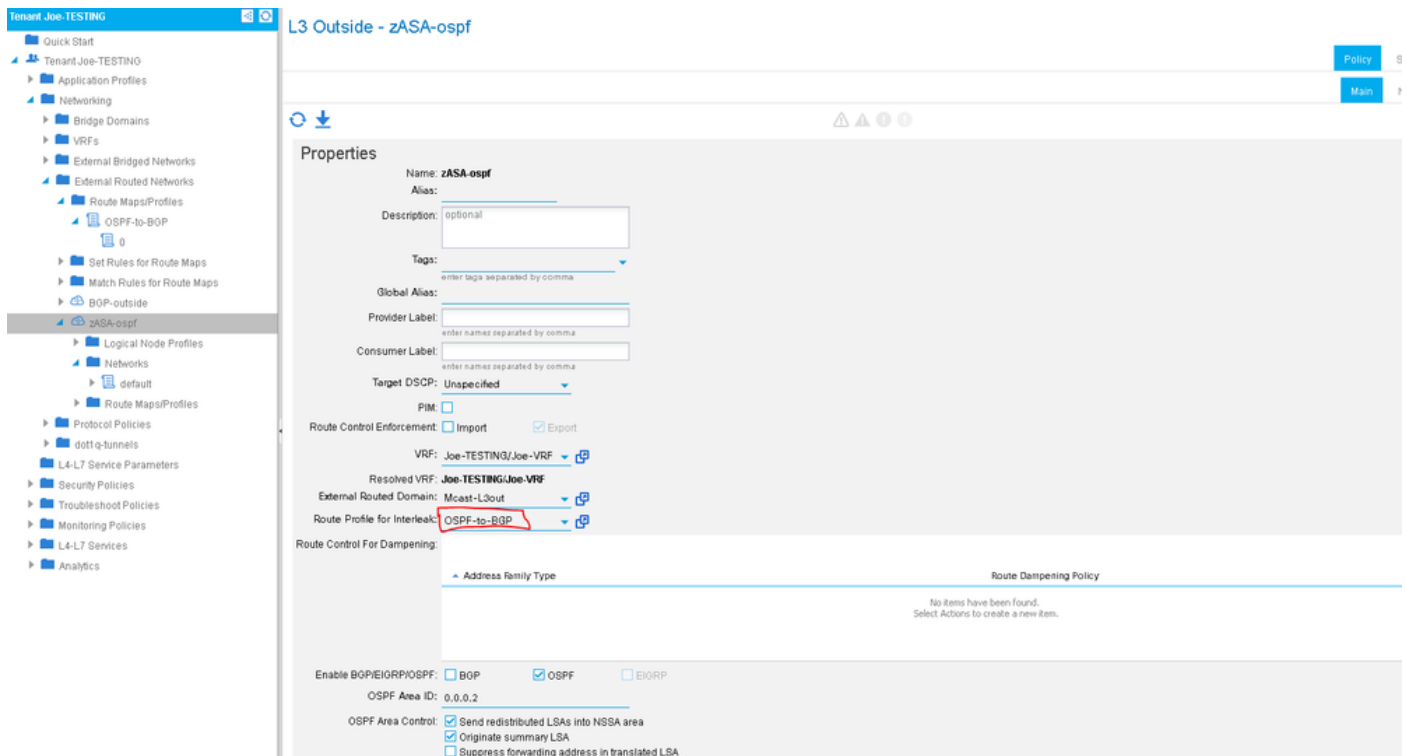 Tenant Joe-TESTING
Quick Start
Tenant Joe-TESTING
Application Profiles
Networking
Bridge Domains
VRFs
External Bridged Networks
External Routed Networks
Route Maps/Profiles
OSPF-to-BGP
0
Set Rules for Route Maps
Match Rules for Route Maps
BGP-outside
zASA-ospf
Logical Node Profiles
Networks
default
Route Maps/Profiles
Protocol Policies
dot1q-tunnels
L4-L7 Service Parameters
Security Policies
Troubleshoot Policies
Monitoring Policies
L4-L7 Services
Analytics
L3 Outside - zASA-ospf
Policy S
Main
Properties
Name: zASA-ospf
Alias:
Description: optional
Tags:
enter tags separated by comma
Global Alias:
Provider Label:
enter names separated by comma
Consumer Label:
enter names separated by comma
Target DSCP: Unspecified
PIM:
Route Control Enforcement: Import Export
VRF: Joe-TESTING/Joe-VRF
Resolved VRF: Joe-TESTING/Joe-VRF
External Routed Domain: Mcast-L3out
Route Profile for Interleak: OSPF-to-BGP
Route Control For Dampening:
Address Family Type Route Dampening Policy
No items have been found.
Select Actions to create a new item.
Enable BGP/EIGRP/OSPF: BGP OSPF EIGRP
OSPF Area ID: 0.0.0.2
OSPF Area Control: Send redistributed LSAs into NSSA area
Originate summary LSA
Suppress forwarding address in translated LSA